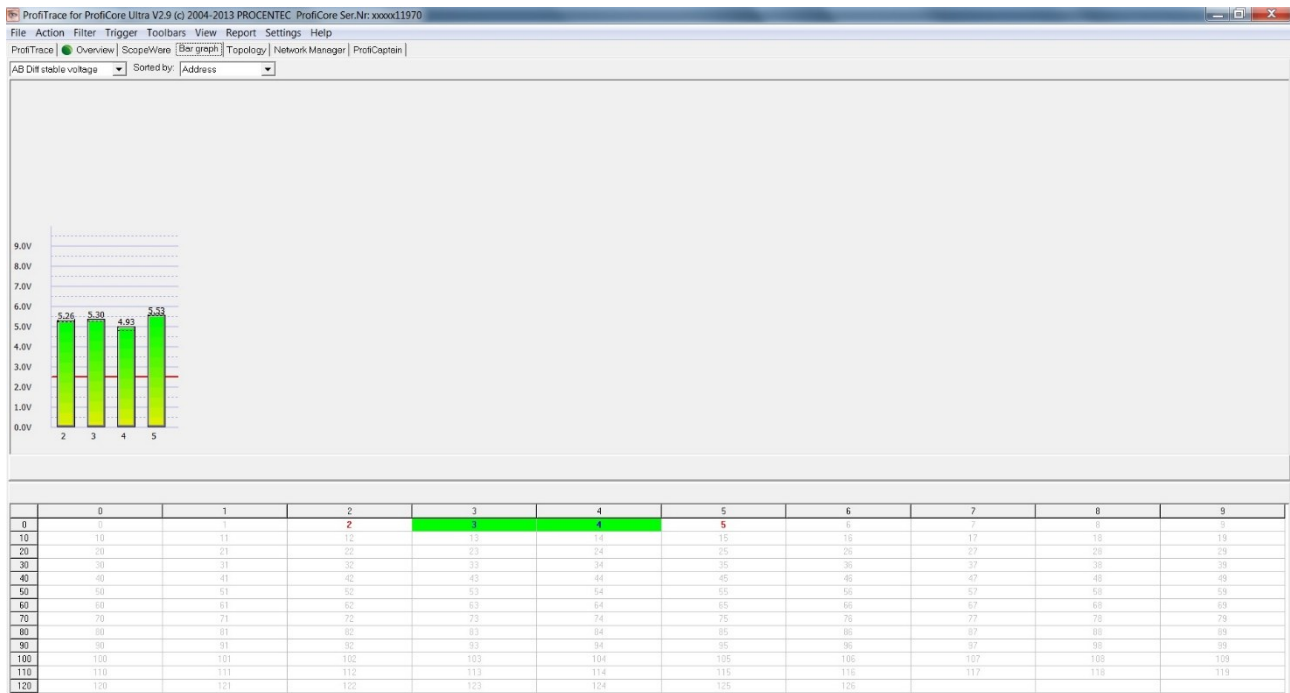 ProfiTrace for ProfiCore Ultra V2.9 (c) 2004-2013 PROCENTEC ProfiCore Ser.Nr: xxxxx11970
File Action Filter Trigger Toolbars View Report Settings Help
ProfiTrace Overview ScopeWare Bar graph Topology Network Manager ProfiCaptain
AB Diff stable voltage Sorted by: Address
9.0V
8.0V
7.0V
6.0V
5.26 5.30 4.93 5.53
5.0V
4.0V
3.0V
2.0V
1.0V
0.0V
2 3 4 5
0 1 2 3 4 5 6 7 8 9
0 0 1 2 3 4 5 6 7 8 9
10 10 11 12 13 14 15 16 17 18 19
20 20 21 22 23 24 25 26 27 28 29
30 30 31 32 33 34 35 36 37 38 39
40 40 41 42 43 44 45 46 47 48 49
50 50 51 52 53 54 55 56 57 58 59
60 60 61 62 63 64 65 66 67 68 69
70 70 71 72 73 74 75 76 77 78 79
80 80 81 82 83 84 85 86 87 88 89
90 90 91 92 93 94 95 96 97 98 99
100 100 101 102 103 104 105 106 107 108 109
110 110 111 112 113 114 115 116 117 118 119
120 120 121 122 123 124 125 126